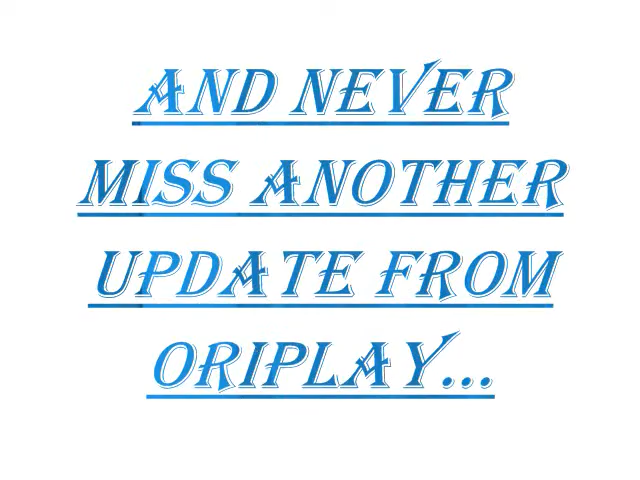 AND NEVER
MISS ANOTHER
UPDATE FROM
ORIPLAY...